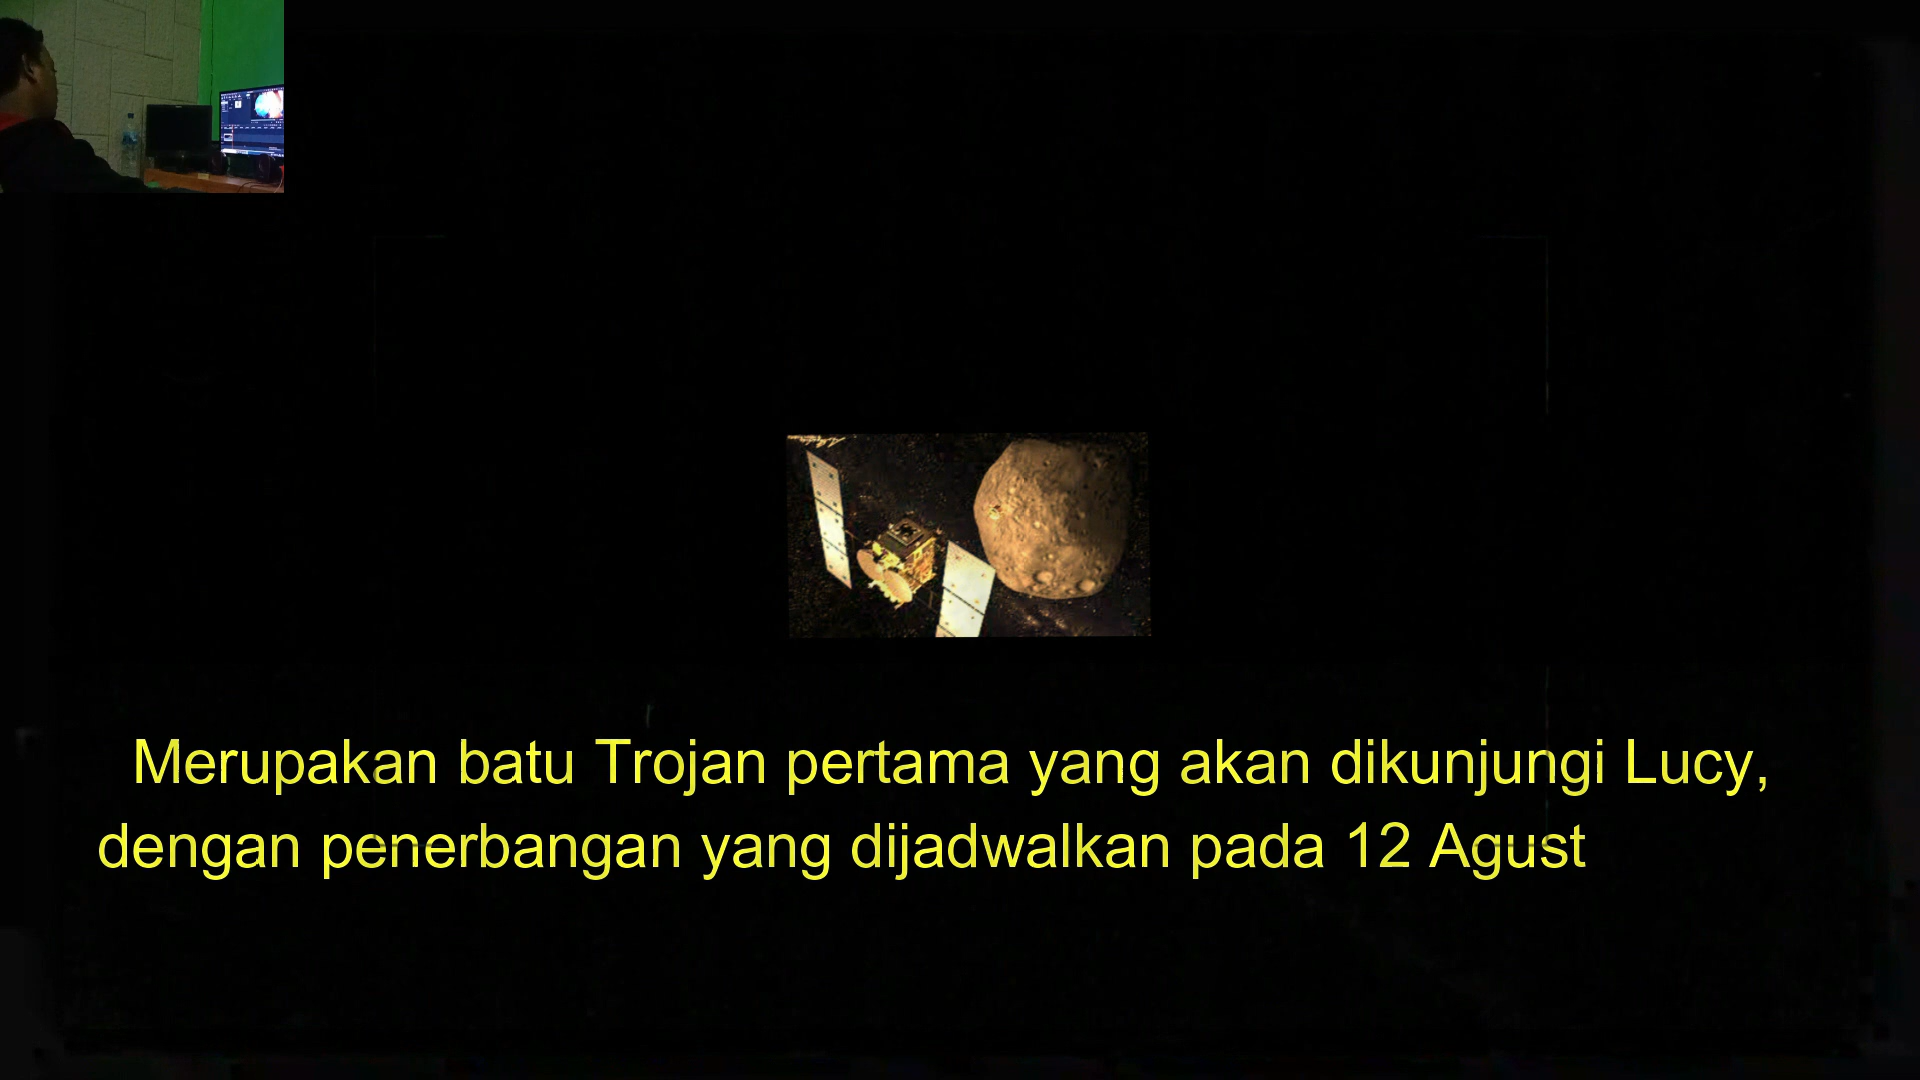 Merupakan batu Trojan pertama yang akan dikunjungi Lucy,
dengan penerbangan yang dijadwalkan pada 12 Agust